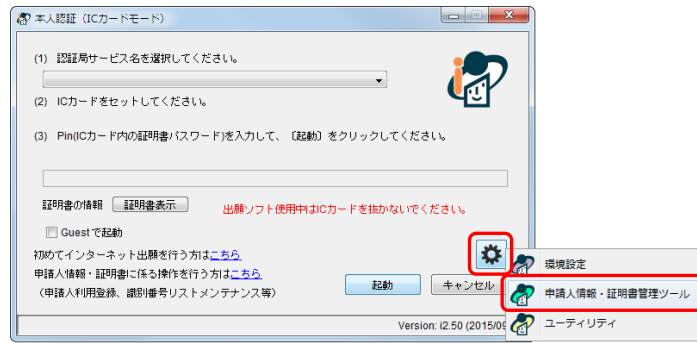 本人認証（ICカードモード）
(1) 認証局サービス名を選択してください。
(2) ICカードをセットしてください。
(3) Pin(ICカード内の証明書パスワード)を入力して、〔起動〕をクリックしてください。
証明書の情報 証明書表示 出願ソフト使用中はICカードを抜かないでください。
Guestで起動
初めてインターネット出願を行う方はこちら
申請人情報・証明書に係る操作を行う方はこちら
（申請人利用登録、識別番号リストメンテナンス等）
起動 キャンセル
Version: i2.50 (2015/09
環境設定
申請人情報・証明書管理ツール
ユーティリティ